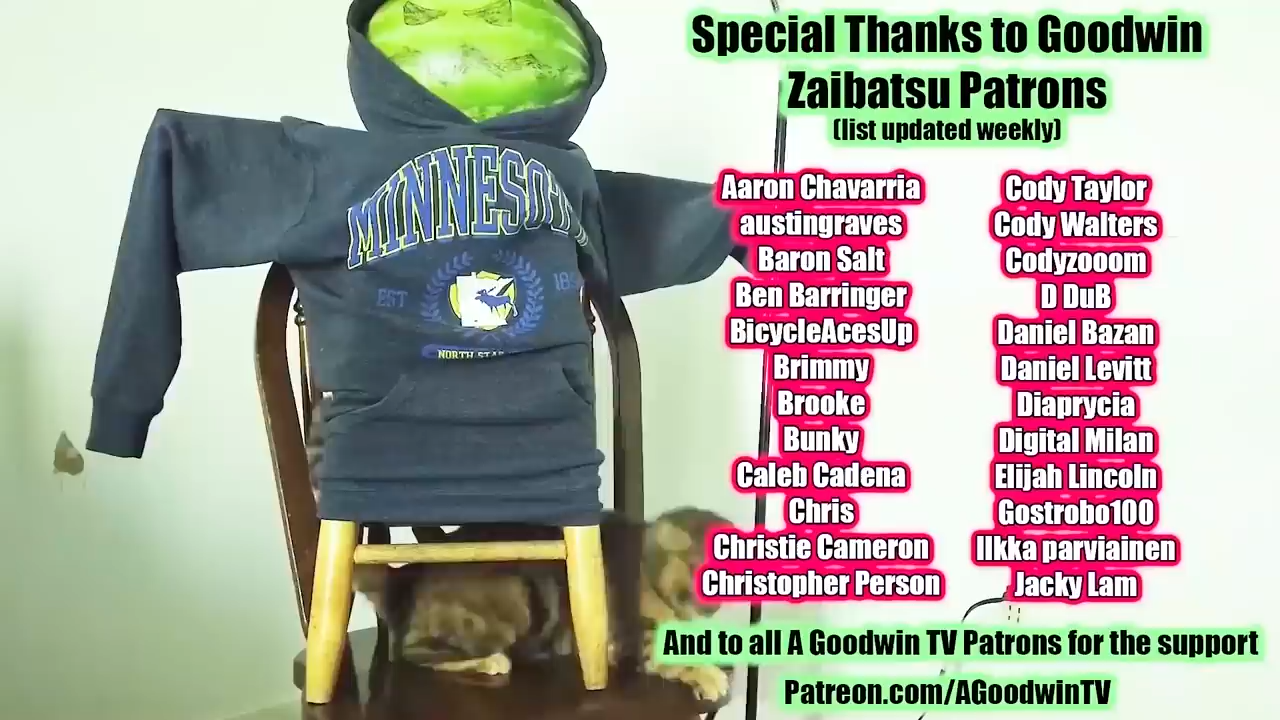 Special Thanks to Goodwin
Zaibatsu Patrons
(list updated weekly)
Aaron Chavarria
austingraves
Baron Salt
Ben Barringer
BicycleAcesUp
Brimmy
Brooke
Bunky
Caleb Cadena
Chris
Christie Cameron
Christopher Person
Cody Taylor
Cody Walters
Codyzooom
D DuB
Daniel Bazan
Daniel Levitt
Diaprycia
Digital Milan
Elijah Lincoln
Gostrobo100
Ilkka parviainen
Jacky Lam
And to all A Goodwin TV Patrons for the support
Patreon.com/AGoodwinTV
MINNESOT
EST
NORTH